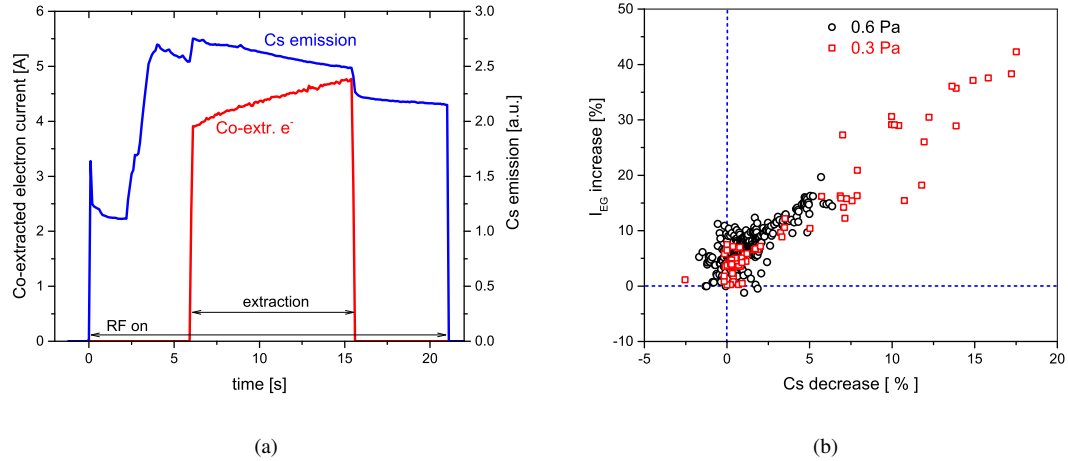 Co-extracted electron current [A]
6
5
4
3
2
1
0
Cs emission
Co-extr. e-
extraction
RF on
0 5 10 15 20
time [s]
3.0
2.5
2.0
1.5
1.0
0.5
0.0
Cs emission [a.u.]
(a)
I_EG increase [%]
50
40
30
20
10
0
-10
0.6 Pa
0.3 Pa
-5 0 5 10 15 20
Cs decrease [ % ]
(b)